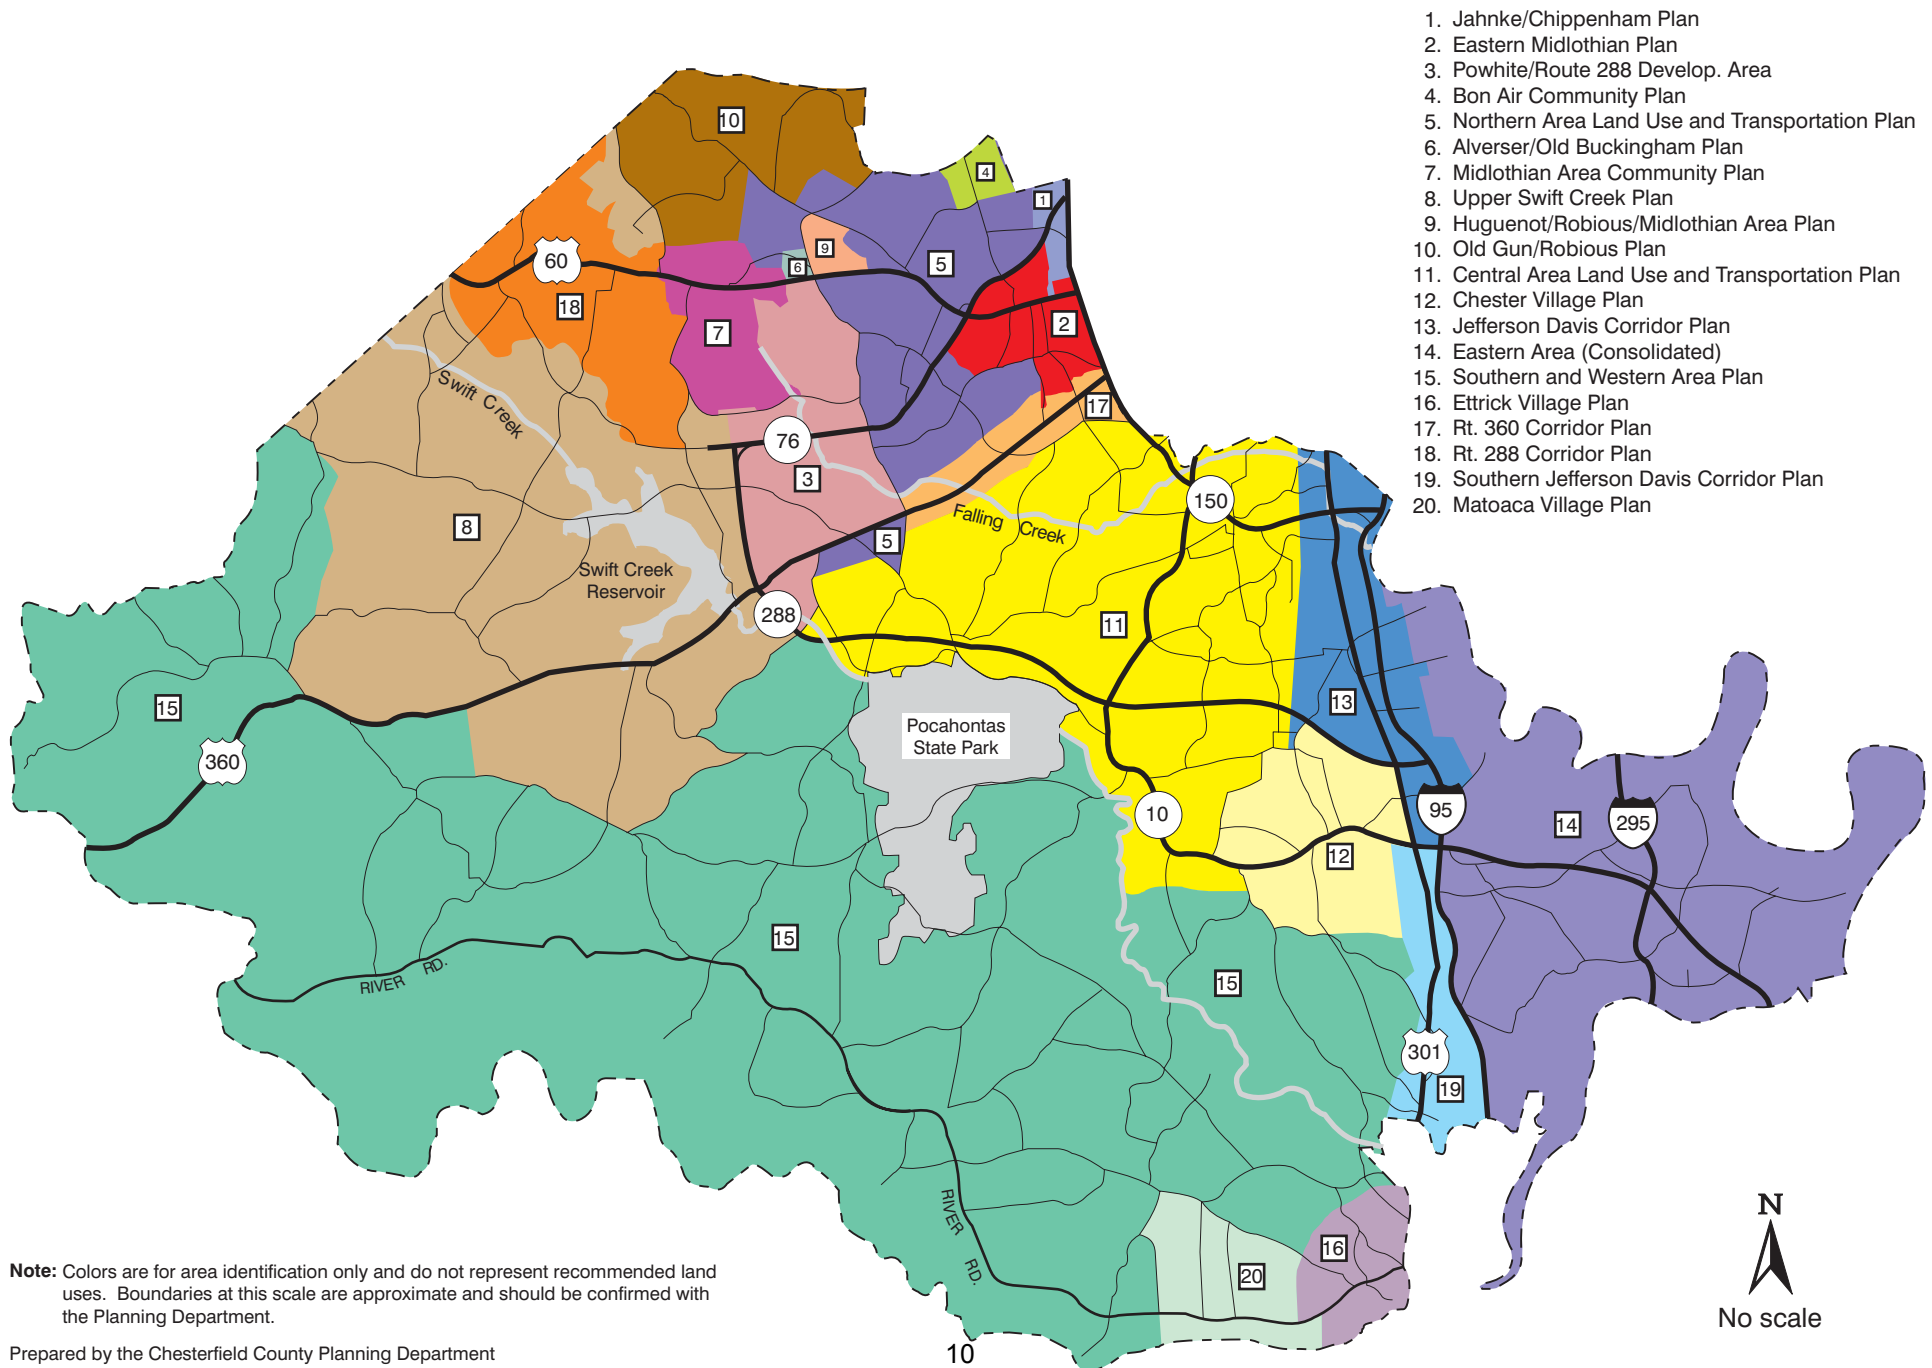 1. Jahnke/Chippenham Plan
2. Eastern Midlothian Plan
3. Powhite/Route 288 Develop. Area
4. Bon Air Community Plan
5. Northern Area Land Use and Transportation Plan
6. Alverser/Old Buckingham Plan
7. Midlothian Area Community Plan
8. Upper Swift Creek Plan
9. Huguenot/Robious/Midlothian Area Plan
10. Old Gun/Robious Plan
11. Central Area Land Use and Transportation Plan
12. Chester Village Plan
13. Jefferson Davis Corridor Plan
14. Eastern Area (Consolidated)
15. Southern and Western Area Plan
16. Ettrick Village Plan
17. Rt. 360 Corridor Plan
18. Rt. 288 Corridor Plan
19. Southern Jefferson Davis Corridor Plan
20. Matoaca Village Plan
10
4
1
9
5
60
6
18
2
7
Swift Creek
17
76
3
150
8
Falling Creek
5
Swift Creek
Reservoir
288
11
15
13
Pocahontas
State Park
360
95
10
14
295
12
15
RIVER RD.
15
301
19
RIVER RD.
16
20
N
No scale
Note: Colors are for area identification only and do not represent recommended land
uses. Boundaries at this scale are approximate and should be confirmed with
the Planning Department.
Prepared by the Chesterfield County Planning Department
10